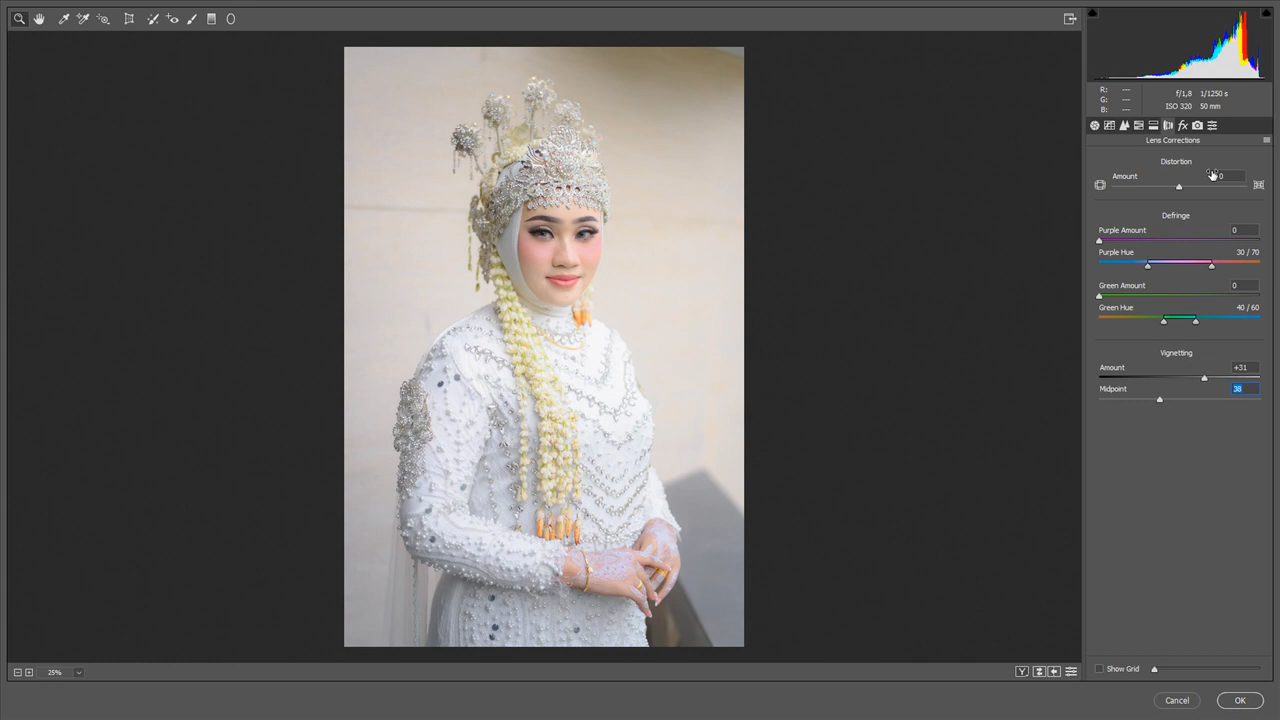 R: ---
G: ---
B: ---
f/1,8 1/1250 s
ISO 320 50 mm
fx
Lens Corrections
Distortion
Amount 0
Defringe
Purple Amount 0
Purple Hue 30 / 70
Green Amount 0
Green Hue 40 / 60
Vignetting
Amount +31
Midpoint 38
Show Grid
25%
Y
Cancel OK